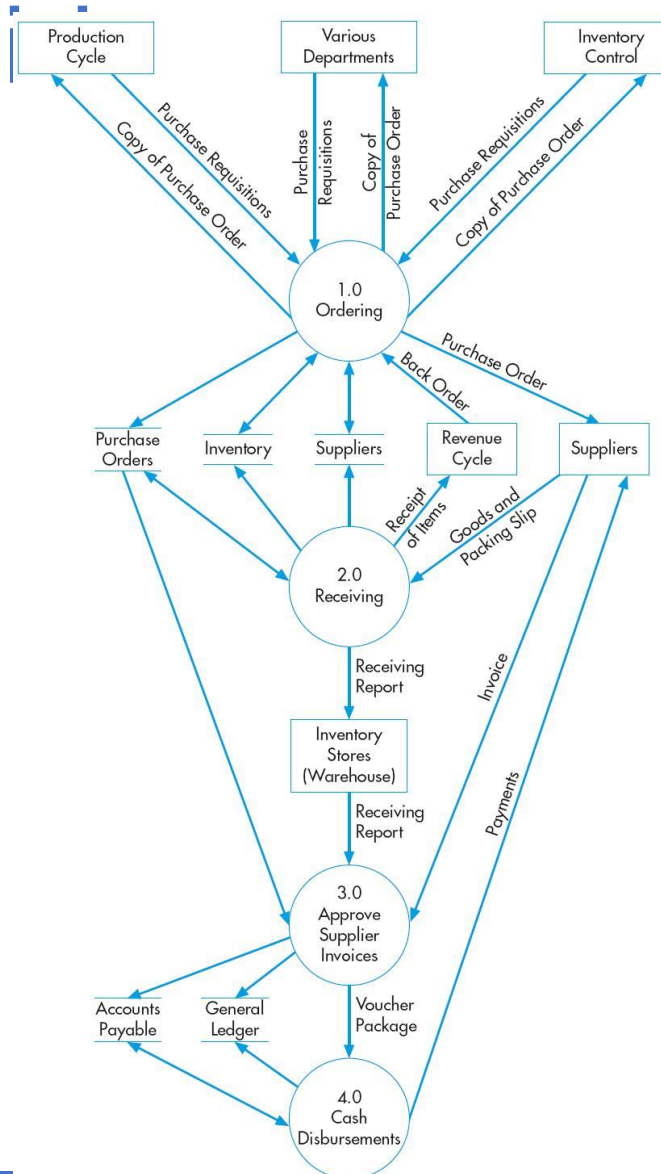 Production
Cycle
Various
Departments
Inventory
Control
Purchase Requisitions
Copy of Purchase Order
Purchase
Requisitions
Copy of
Purchase Order
Purchase Requisitions
Copy of Purchase Order
1.0
Ordering
Purchase Order
Back Order
Purchase
Orders
Inventory
Suppliers
Revenue
Cycle
Suppliers
Receipt
of Items
Goods and
Packing Slip
2.0
Receiving
Receiving
Report
Invoice
Inventory
Stores
(Warehouse)
Payments
Receiving
Report
3.0
Approve
Supplier
Invoices
Accounts
Payable
General
Ledger
Voucher
Package
4.0
Cash
Disbursements